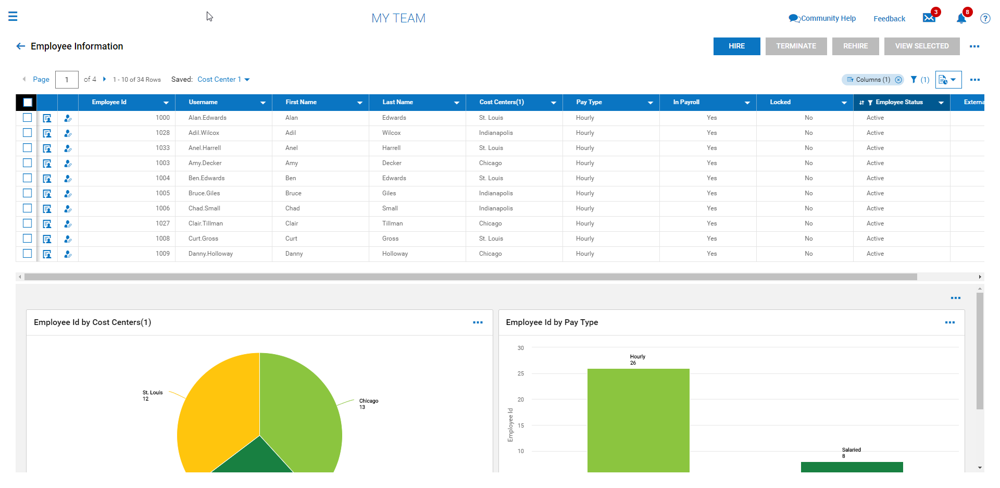 MY TEAM
Community Help Feedback 3 8 ?
Employee Information
HIRE TERMINATE REHIRE VIEW SELECTED
Page 1 of 4 1 - 10 of 34 Rows Saved: Cost Center 1 Columns (1) (1)
Employee Id Username First Name Last Name Cost Centers(1) Pay Type In Payroll Locked Employee Status Externa
1000 Alan.Edwards Alan Edwards St. Louis Hourly Yes No Active
1028 Adil.Wilcox Adil Wilcox Indianapolis Hourly Yes No Active
1033 Anel.Harrell Anel Harrell St. Louis Hourly Yes No Active
1003 Amy.Decker Amy Decker Chicago Hourly Yes No Active
1004 Ben.Edwards Ben Edwards St. Louis Hourly Yes No Active
1005 Bruce.Giles Bruce Giles Indianapolis Hourly Yes No Active
1006 Chad.Small Chad Small Indianapolis Hourly Yes No Active
1027 Clair.Tillman Clair Tillman Chicago Hourly Yes No Active
1008 Curt.Gross Curt Gross St. Louis Hourly Yes No Active
1009 Danny.Holloway Danny Holloway Chicago Hourly Yes No Active
Employee Id by Cost Centers(1)
St. Louis
12
Chicago
13
Employee Id by Pay Type
30
25
20
15
10
Employee Id
Hourly
26
Salaried
8